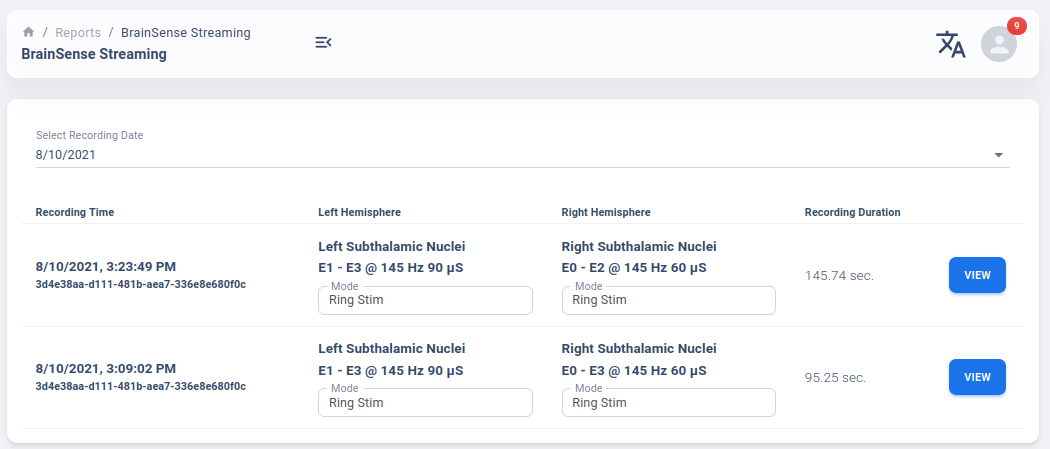 / Reports / BrainSense Streaming
BrainSense Streaming
文A
9
Select Recording Date
8/10/2021
Recording Time Left Hemisphere Right Hemisphere Recording Duration
8/10/2021, 3:23:49 PM
3d4e38aa-d111-481b-aea7-336e8e680f0c
Left Subthalamic Nuclei
E1 - E3 @ 145 Hz 90 µS
Mode
Ring Stim
Right Subthalamic Nuclei
E0 - E2 @ 145 Hz 60 µS
Mode
Ring Stim
145.74 sec.
VIEW
8/10/2021, 3:09:02 PM
3d4e38aa-d111-481b-aea7-336e8e680f0c
Left Subthalamic Nuclei
E1 - E3 @ 145 Hz 90 µS
Mode
Ring Stim
Right Subthalamic Nuclei
E0 - E3 @ 145 Hz 60 µS
Mode
Ring Stim
95.25 sec.
VIEW